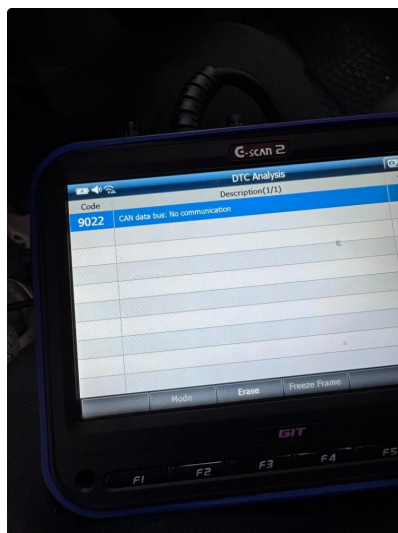 G-scan 2
DTC Analysis
Code
Description(1/1)
9022
CAN data bus: No communication
Mode
Erase
Freeze Frame
GIT
F1
F2
F3
F4
F5